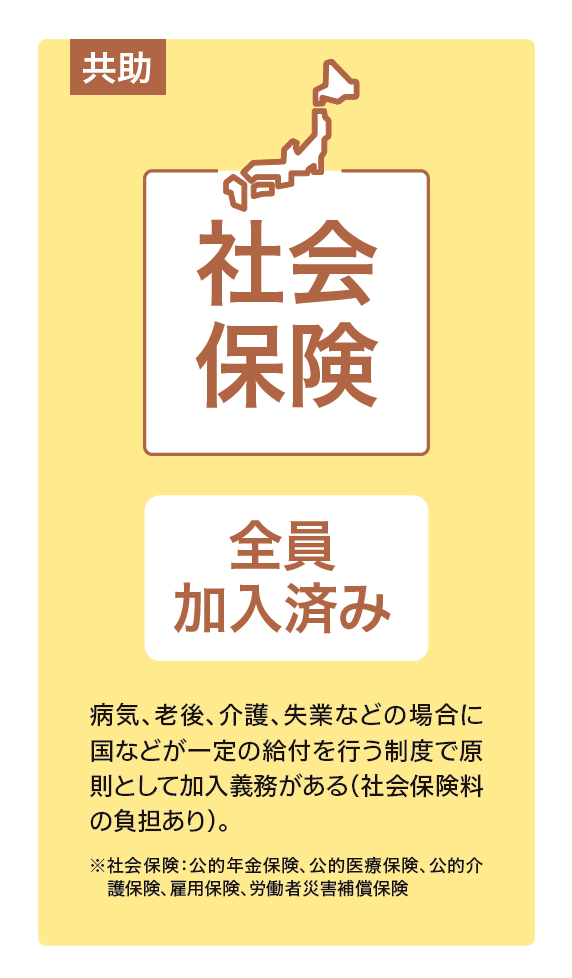 共助
社会
保険
全員
加入済み
病気、老後、介護、失業などの場合に
国などが一定の給付を行う制度で原
則として加入義務がある(社会保険料
の負担あり)。
※社会保険:公的年金保険、公的医療保険、公的介
護保険、雇用保険、労働者災害補償保険